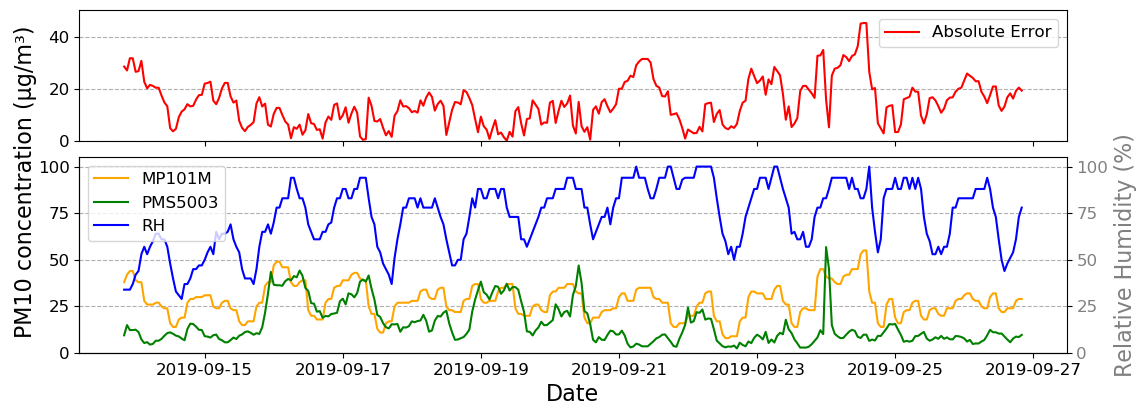 PM10 concentration (µg/m³)
40
20
0
Absolute Error
100
75
50
25
0
MP101M
PMS5003
RH
100
75
50
25
0
Relative Humidity (%)
2019-09-15
2019-09-17
2019-09-19
2019-09-21
2019-09-23
2019-09-25
2019-09-27
Date